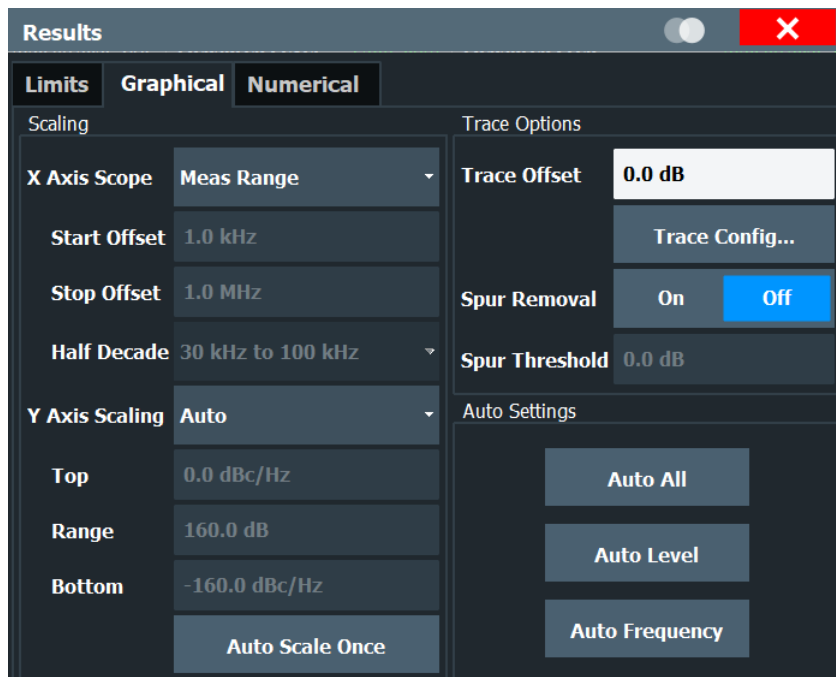 Results
Limits Graphical Numerical
Scaling
X Axis Scope Meas Range
Start Offset 1.0 kHz
Stop Offset 1.0 MHz
Half Decade 30 kHz to 100 kHz
Y Axis Scaling Auto
Top 0.0 dBc/Hz
Range 160.0 dB
Bottom -160.0 dBc/Hz
Auto Scale Once
Trace Options
Trace Offset 0.0 dB
Trace Config...
Spur Removal On Off
Spur Threshold 0.0 dB
Auto Settings
Auto All
Auto Level
Auto Frequency